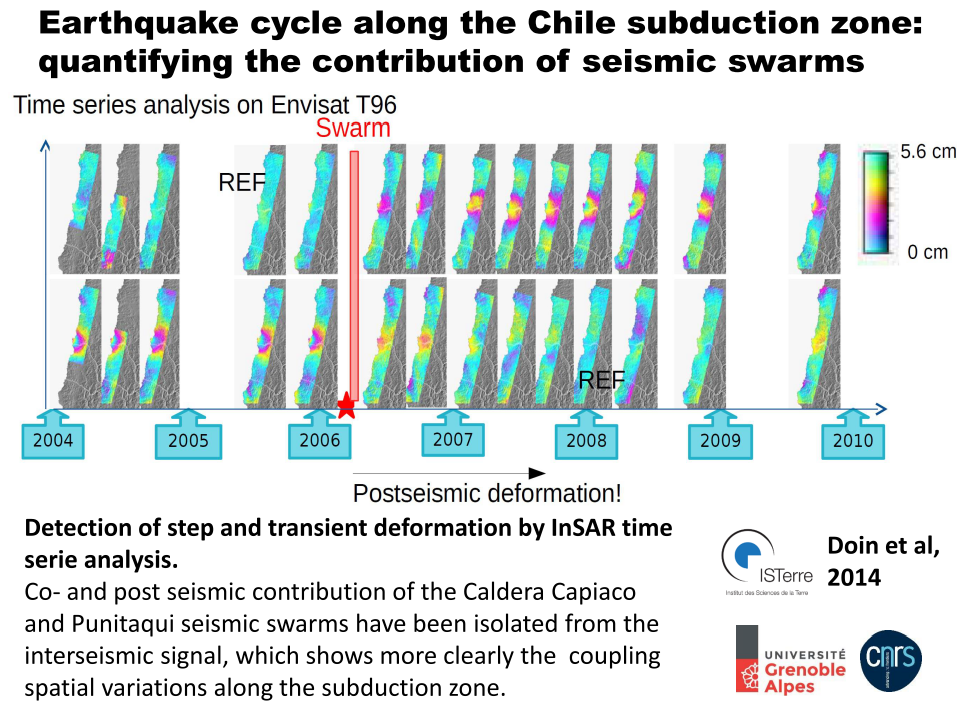 Earthquake cycle along the Chile subduction zone:
quantifying the contribution of seismic swarms
Time series analysis on Envisat T96
Swarm
REF
5.6 cm
0 cm
REF
2004
2005
2006
2007
2008
2009
2010
Postseismic deformation!
Detection of step and transient deformation by InSAR time
serie analysis.
Co- and post seismic contribution of the Caldera Capiaco
and Punitaqui seismic swarms have been isolated from the
interseismic signal, which shows more clearly the coupling
spatial variations along the subduction zone.
ISTerre
Institut des Sciences de la Terre
Doin et al,
2014
UNIVERSITÉ
Grenoble
Alpes
cnrs